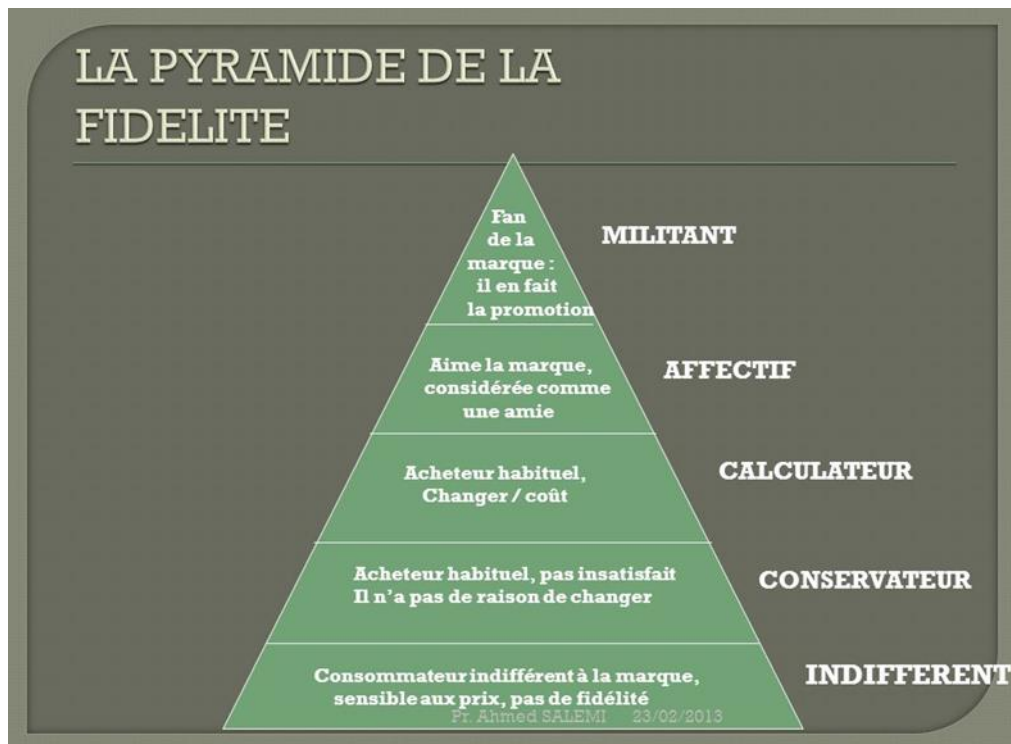 LA PYRAMIDE DE LA
FIDELITE
Fan
de la
marque :
il en fait
la promotion
MILITANT
Aime la marque,
considérée comme
une amie
AFFECTIF
Acheteur habituel,
Changer / coût
CALCULATEUR
Acheteur habituel, pas insatisfait
Il n’a pas de raison de changer
CONSERVATEUR
Consommateur indifférent à la marque,
sensible aux prix, pas de fidélité
INDIFFERENT
Pr. Ahmed SALEMI 23/02/2013